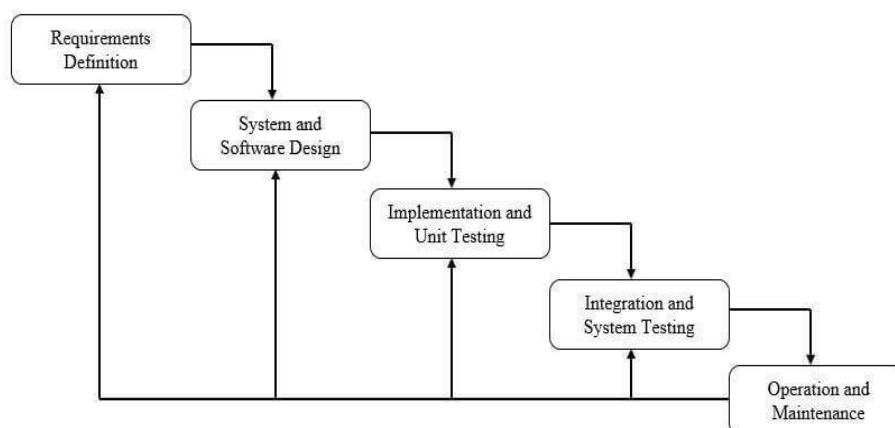 Requirements
Definition
System and
Software Design
Implementation and
Unit Testing
Integration and
System Testing
Operation and
Maintenance